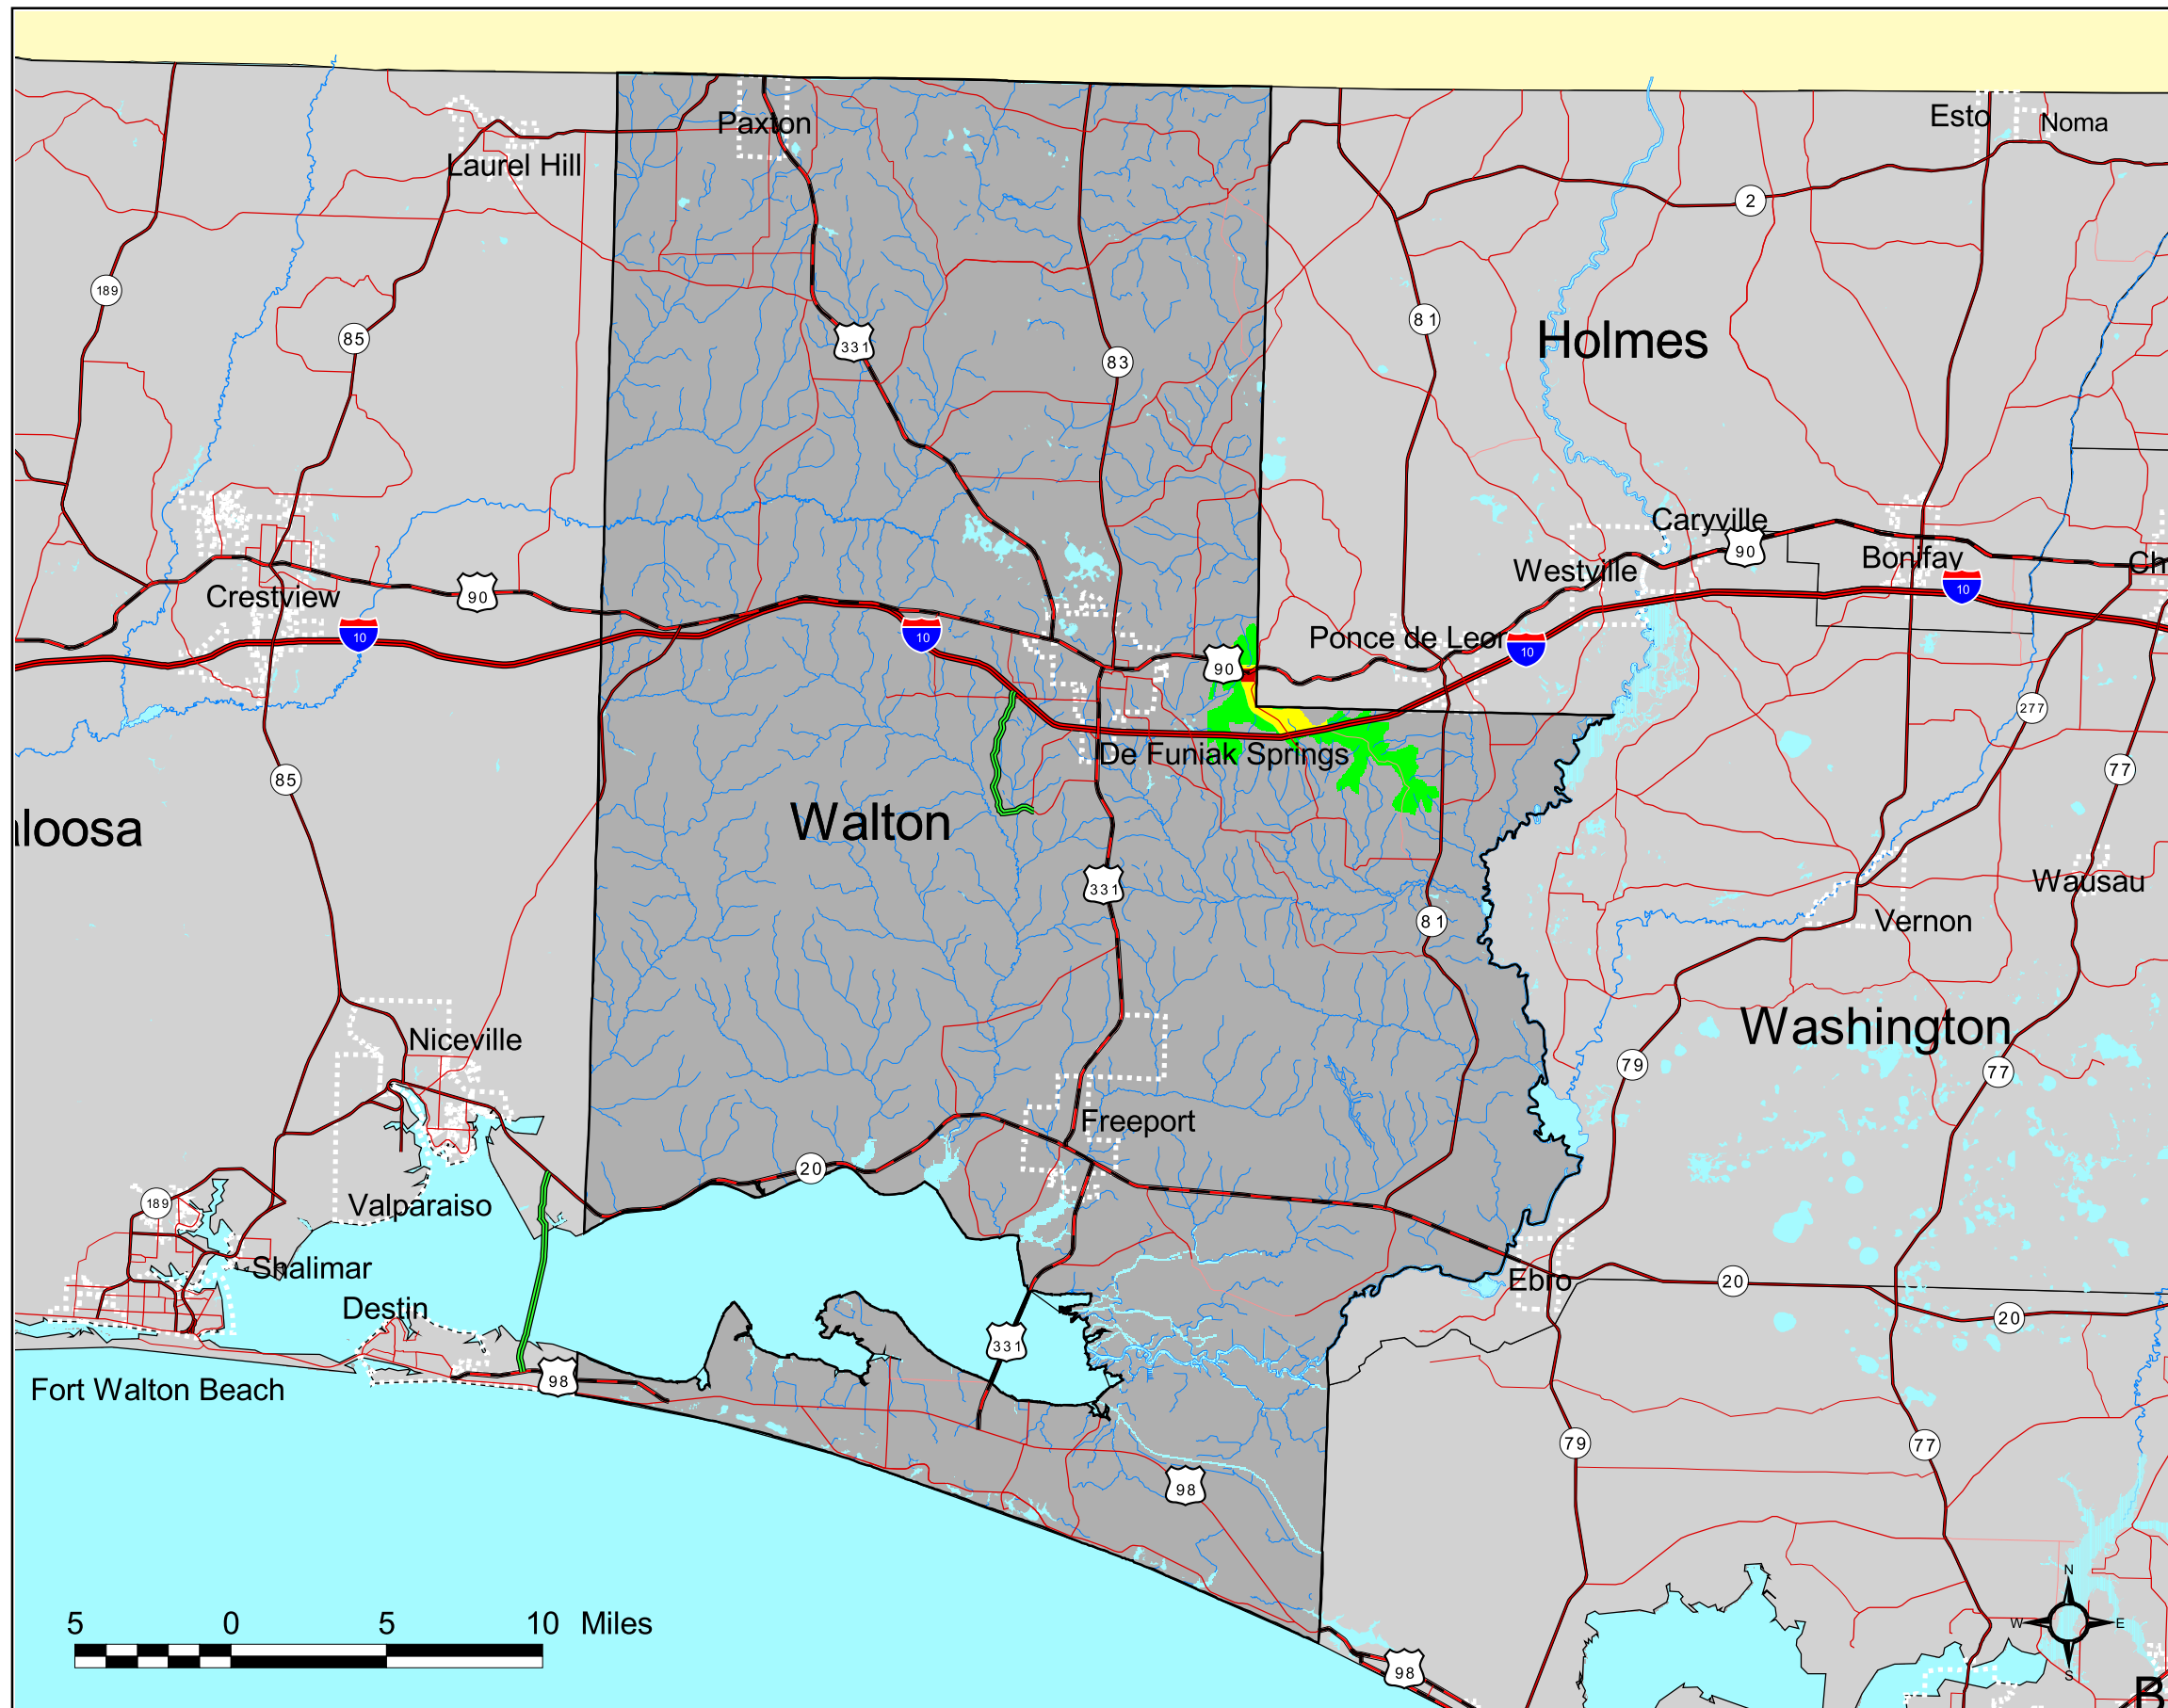 Paxton
Esto
Noma
Laurel Hill
2
189
81
85
331
83
Holmes
Caryville
90
Westville
Bonifay
Ch
Crestview
90
10
10
10
Ponce de Leon
10
90
277
De Funiak Springs
85
77
Walton
aloosa
331
Wausau
81
Vernon
Washington
Niceville
79
77
Freeport
20
189
Valparaiso
Shalimar
Ebro
20
Destin
20
331
98
Fort Walton Beach
79
77
98
N
W
E
S
5 0 5 10 Miles
98
B